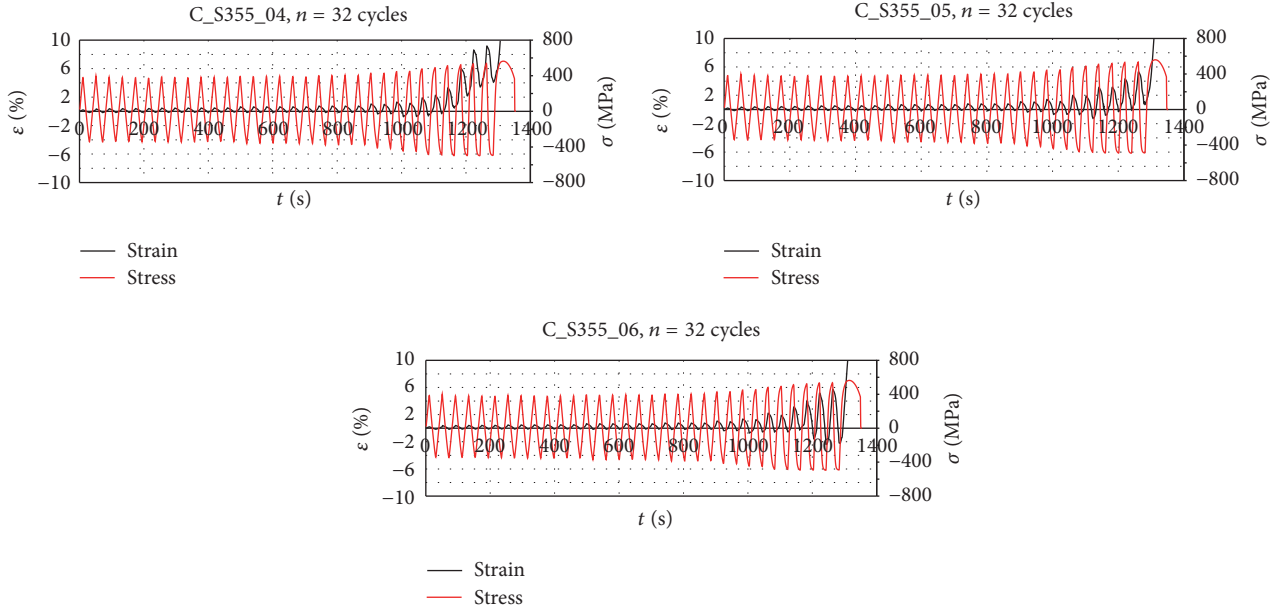 C_S355_04, n = 32 cycles
10
6
2
−2
−6
−10
ε (%)
0 200 400 600 800 1000 1200 1400
t (s)
800
400
0
−400
−800
σ (MPa)
Strain
Stress
C_S355_05, n = 32 cycles
10
6
2
−2
−6
−10
ε (%)
0 200 400 600 800 1000 1200 1400
t (s)
800
400
0
−400
−800
σ (MPa)
Strain
Stress
C_S355_06, n = 32 cycles
10
6
2
−2
−6
−10
ε (%)
0 200 400 600 800 1000 1200 1400
t (s)
800
400
0
−400
−800
σ (MPa)
Strain
Stress